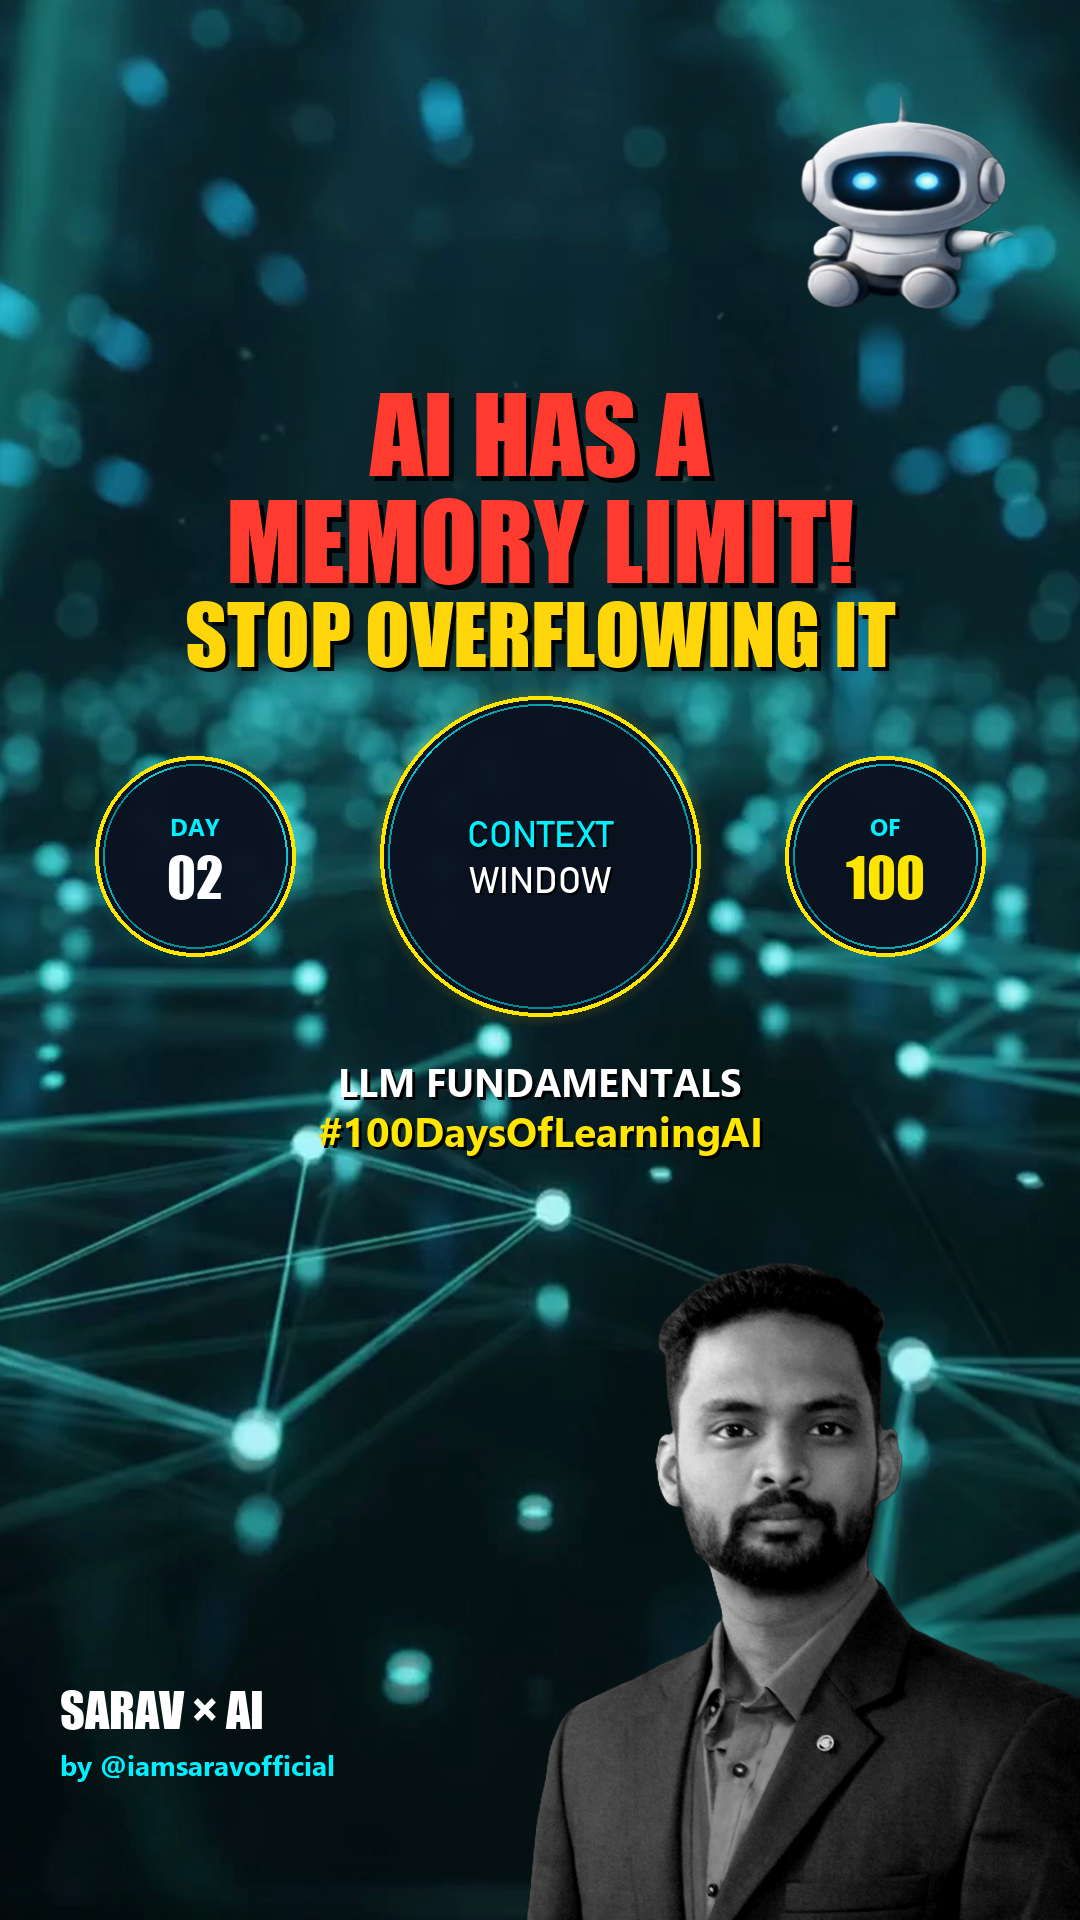 AI HAS A
MEMORY LIMIT!
STOP OVERFLOWING IT
DAY
02
CONTEXT
WINDOW
OF
100
LLM FUNDAMENTALS
#100DaysOfLearningAI
SARAV × AI
by @iamsaravofficial